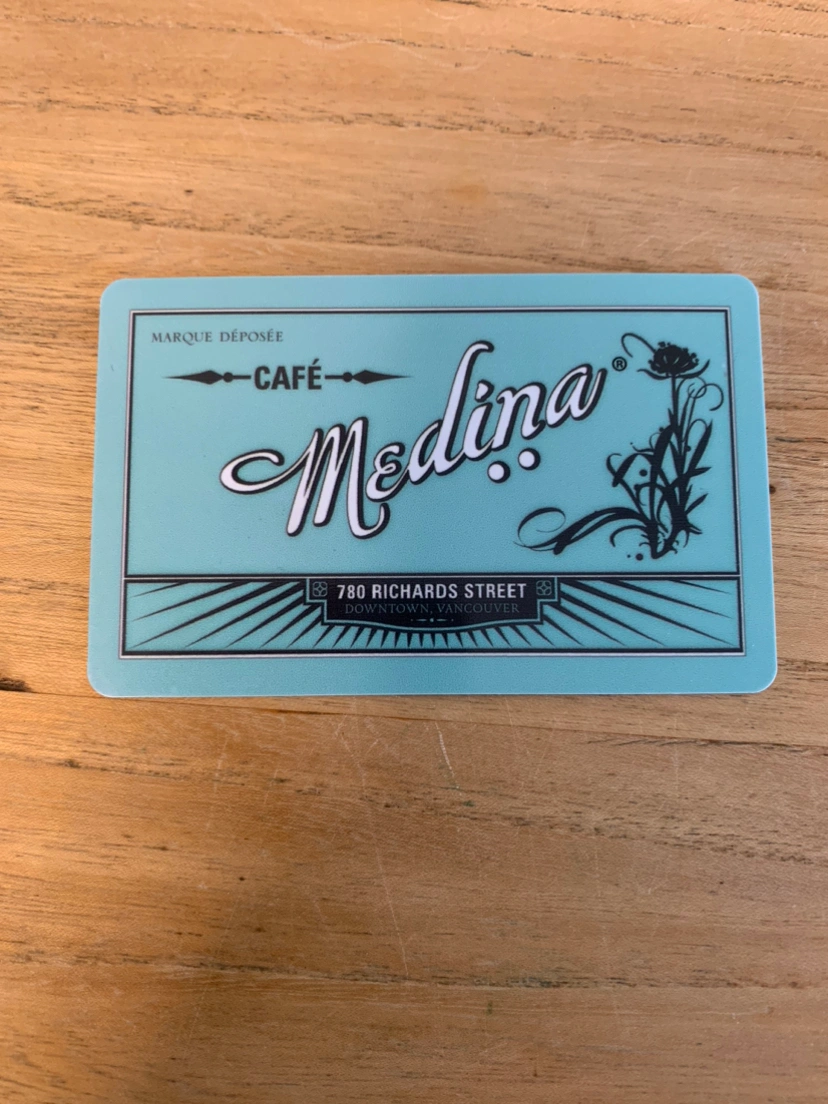 MARQUE DÉPOSÉE
CAFÉ
Medina®
780 RICHARDS STREET
DOWNTOWN, VANCOUVER